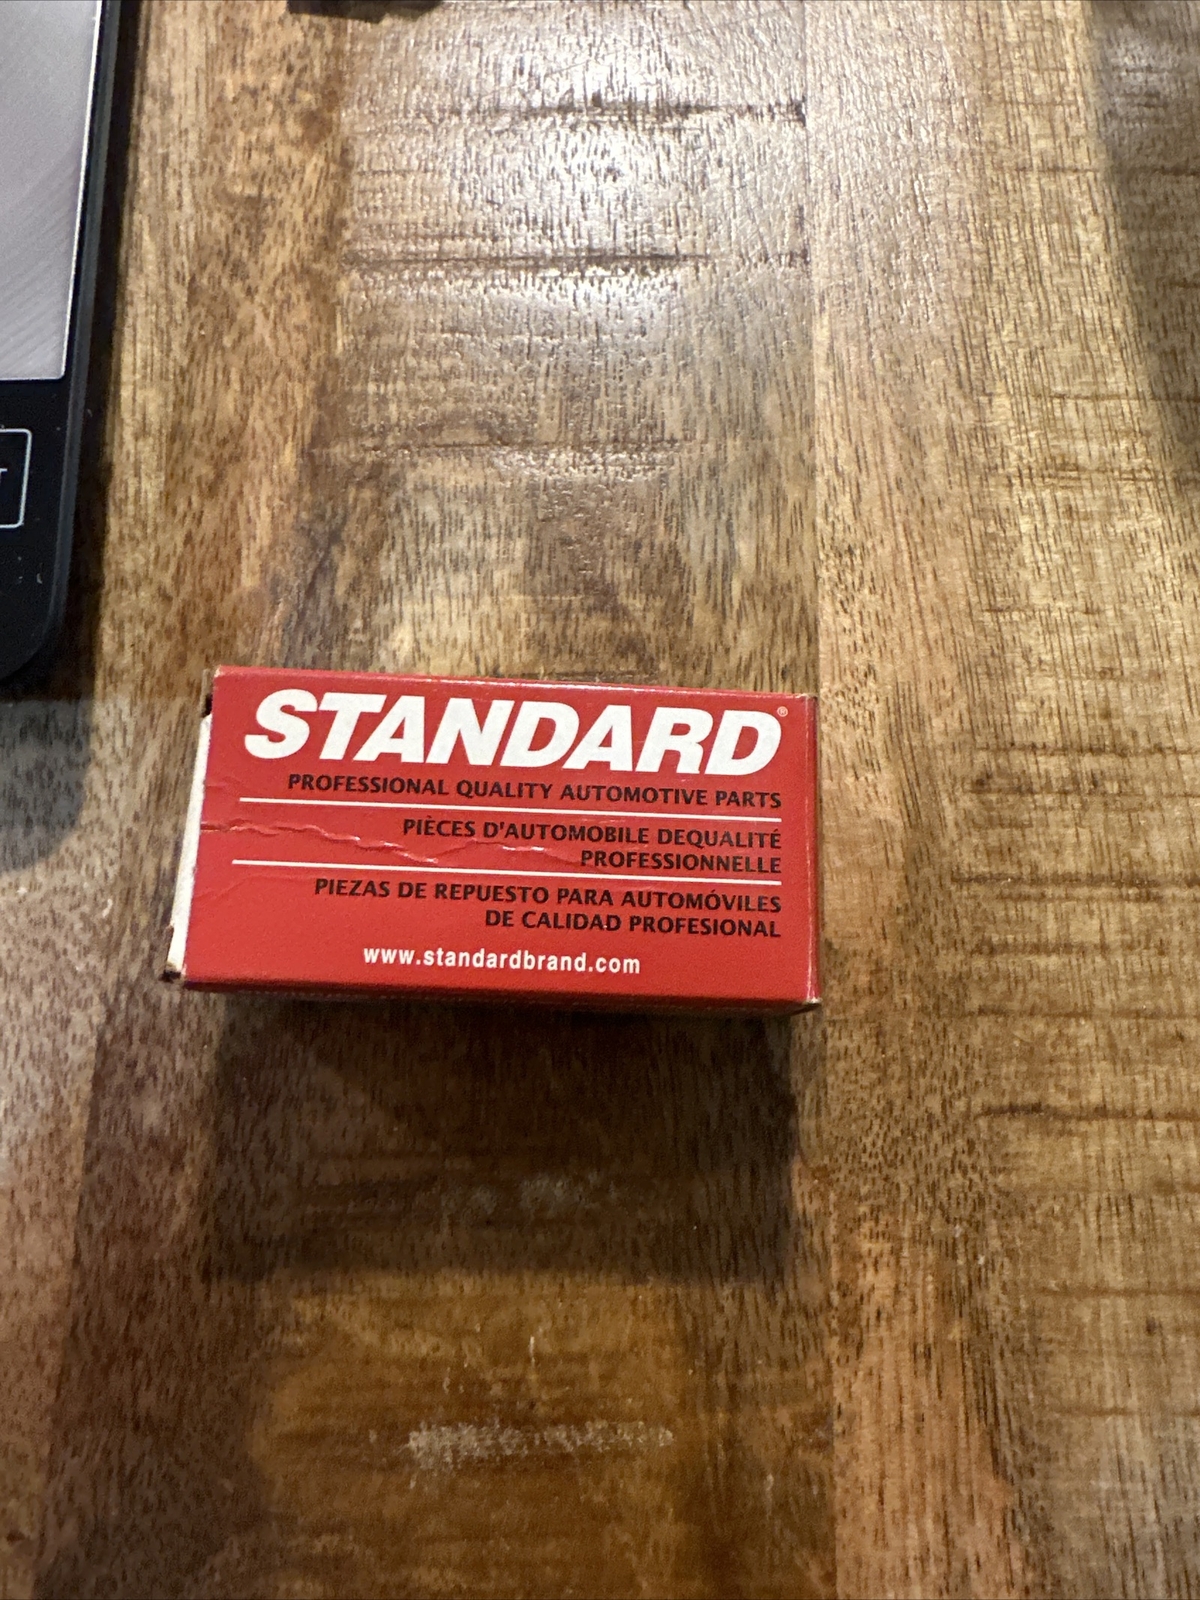 STANDARD®
PROFESSIONAL QUALITY AUTOMOTIVE PARTS
PIÈCES D'AUTOMOBILE DEQUALITÉ
PROFESSIONNELLE
PIEZAS DE REPUESTO PARA AUTOMÓVILES
DE CALIDAD PROFESIONAL
www.standardbrand.com